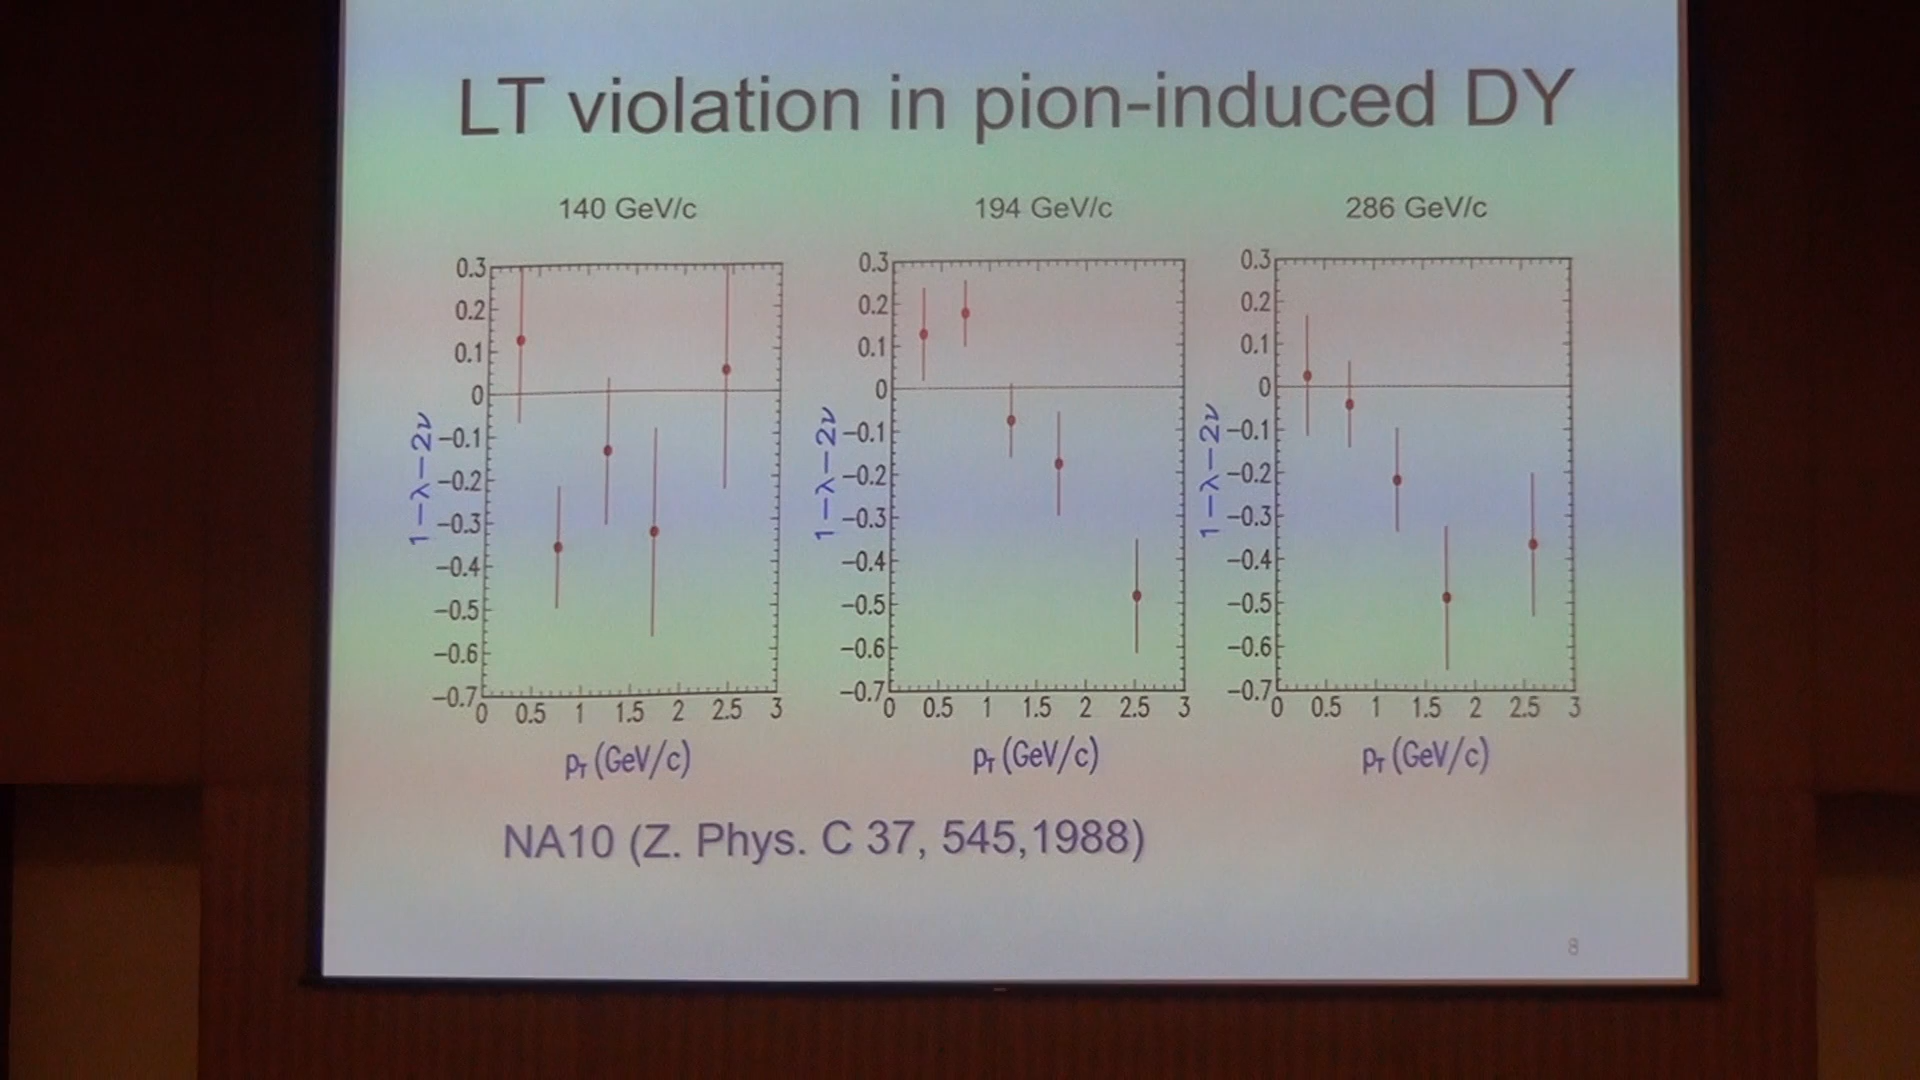 LT violation in pion-induced DY
140 GeV/c
194 GeV/c
286 GeV/c
0.3
0.2
0.1
0
−0.1
−0.2
−0.3
−0.4
−0.5
−0.6
−0.7
0 0.5 1 1.5 2 2.5 3
1−λ−2ν
pT (GeV/c)
0.3
0.2
0.1
0
−0.1
−0.2
−0.3
−0.4
−0.5
−0.6
−0.7
0 0.5 1 1.5 2 2.5 3
1−λ−2ν
pT (GeV/c)
0.3
0.2
0.1
0
−0.1
−0.2
−0.3
−0.4
−0.5
−0.6
−0.7
0 0.5 1 1.5 2 2.5 3
1−λ−2ν
pT (GeV/c)
NA10 (Z. Phys. C 37, 545,1988)
8